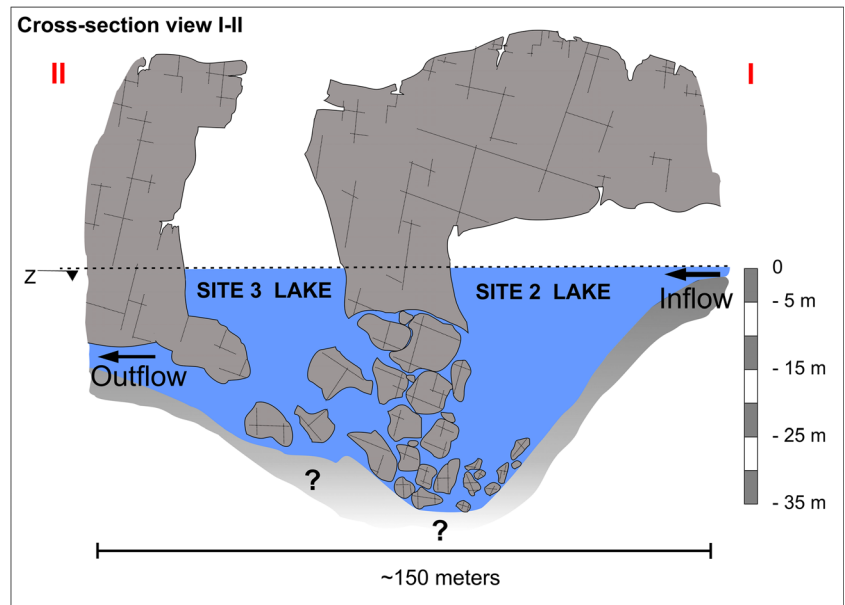 Cross-section view I-II
II
I
z
SITE 3 LAKE
SITE 2 LAKE
Inflow
Outflow
0
- 5 m
- 15 m
- 25 m
- 35 m
?
?
~150 meters